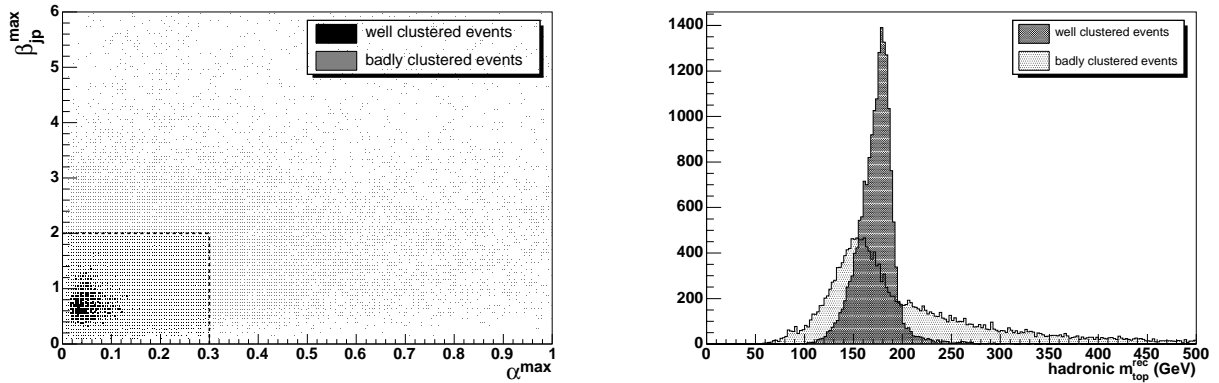 β_jp^max
6
5
4
3
2
1
0
well clustered events
badly clustered events
0 0.1 0.2 0.3 0.4 0.5 0.6 0.7 0.8 0.9 1
α^max
1400
1200
1000
800
600
400
200
0
well clustered events
badly clustered events
0 50 100 150 200 250 300 350 400 450 500
hadronic m_top^rec (GeV)